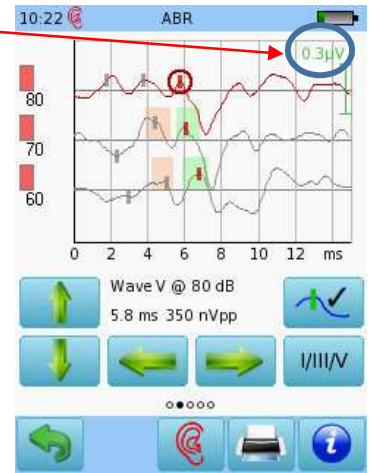 10:22 ABR
0.3µV
80
70
60
0 2 4 6 8 10 12 ms
Wave V @ 80 dB
5.8 ms 350 nVpp
I/III/V
i